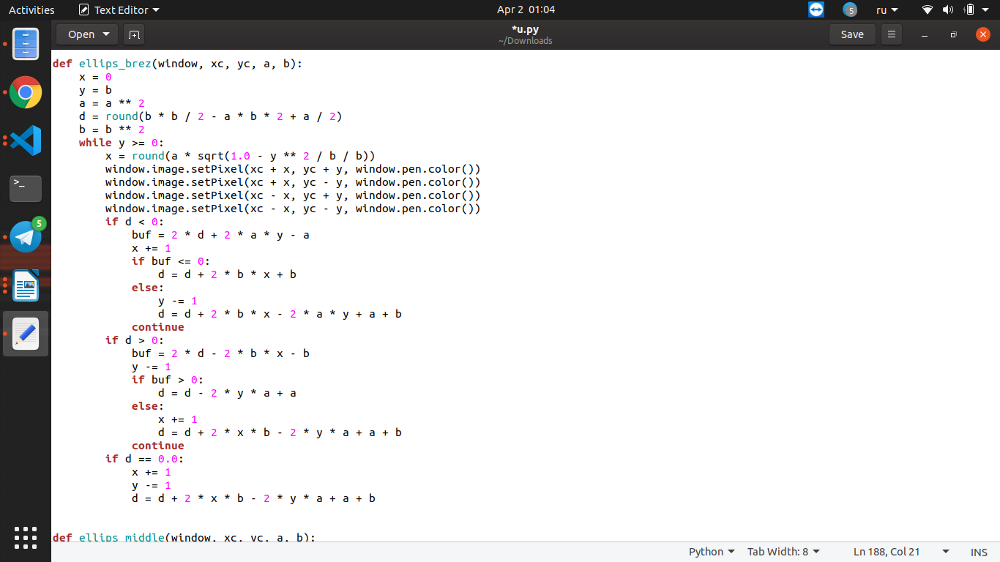 Activities
Text Editor
Apr 2 01:04
5
ru
Open
*u.py
~/Downloads
Save
def ellips_brez(window, xc, yc, a, b):
    x = 0
    y = b
    a = a ** 2
    d = round(b * b / 2 - a * b * 2 + a / 2)
    b = b ** 2
    while y >= 0:
        x = round(a * sqrt(1.0 - y ** 2 / b / b))
        window.image.setPixel(xc + x, yc + y, window.pen.color())
        window.image.setPixel(xc + x, yc - y, window.pen.color())
        window.image.setPixel(xc - x, yc + y, window.pen.color())
        window.image.setPixel(xc - x, yc - y, window.pen.color())
        if d < 0:
            buf = 2 * d + 2 * a * y - a
            x += 1
            if buf <= 0:
                d = d + 2 * b * x + b
            else:
                y -= 1
                d = d + 2 * b * x - 2 * a * y + a + b
            continue
        if d > 0:
            buf = 2 * d - 2 * b * x - b
            y -= 1
            if buf > 0:
                d = d - 2 * y * a + a
            else:
                x += 1
                d = d + 2 * x * b - 2 * y * a + a + b
            continue
        if d == 0.0:
            x += 1
            y -= 1
            d = d + 2 * x * b - 2 * y * a + a + b
def ellips_middle(window, xc, yc, a, b):
>_
5
Python
Tab Width: 8
Ln 188, Col 21
INS